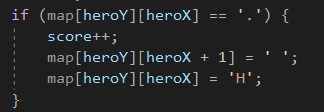 if (map[heroY][heroX] == '.') {
score++;
map[heroY][heroX + 1] = ' ';
map[heroY][heroX] = 'H';
}